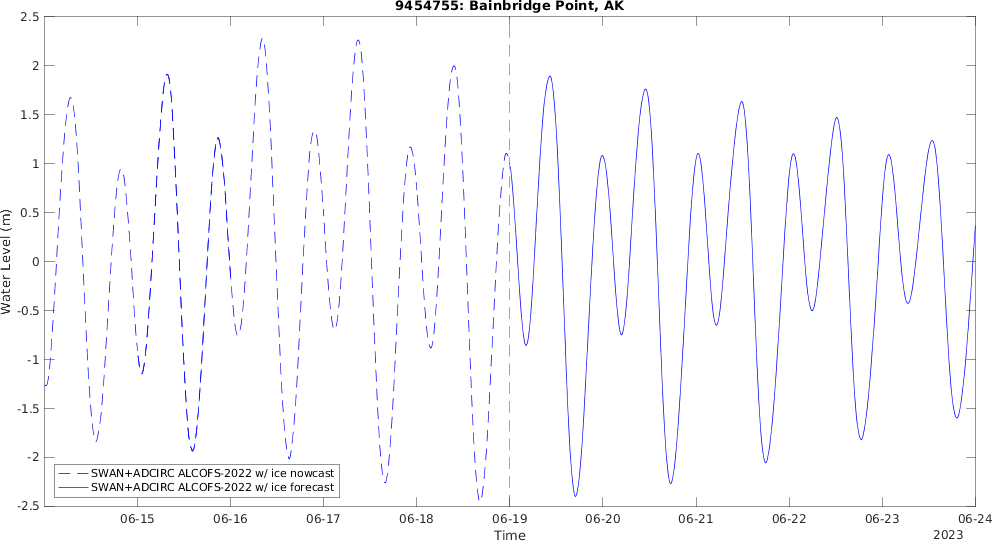 9454755: Bainbridge Point, AK
2.5
2
1.5
1
0.5
0
-0.5
-1
-1.5
-2
-2.5
Water Level (m)
SWAN+ADCIRC ALCOFS-2022 w/ ice nowcast
SWAN+ADCIRC ALCOFS-2022 w/ ice forecast
06-15 06-16 06-17 06-18 06-19 06-20 06-21 06-22 06-23 06-24
Time
2023